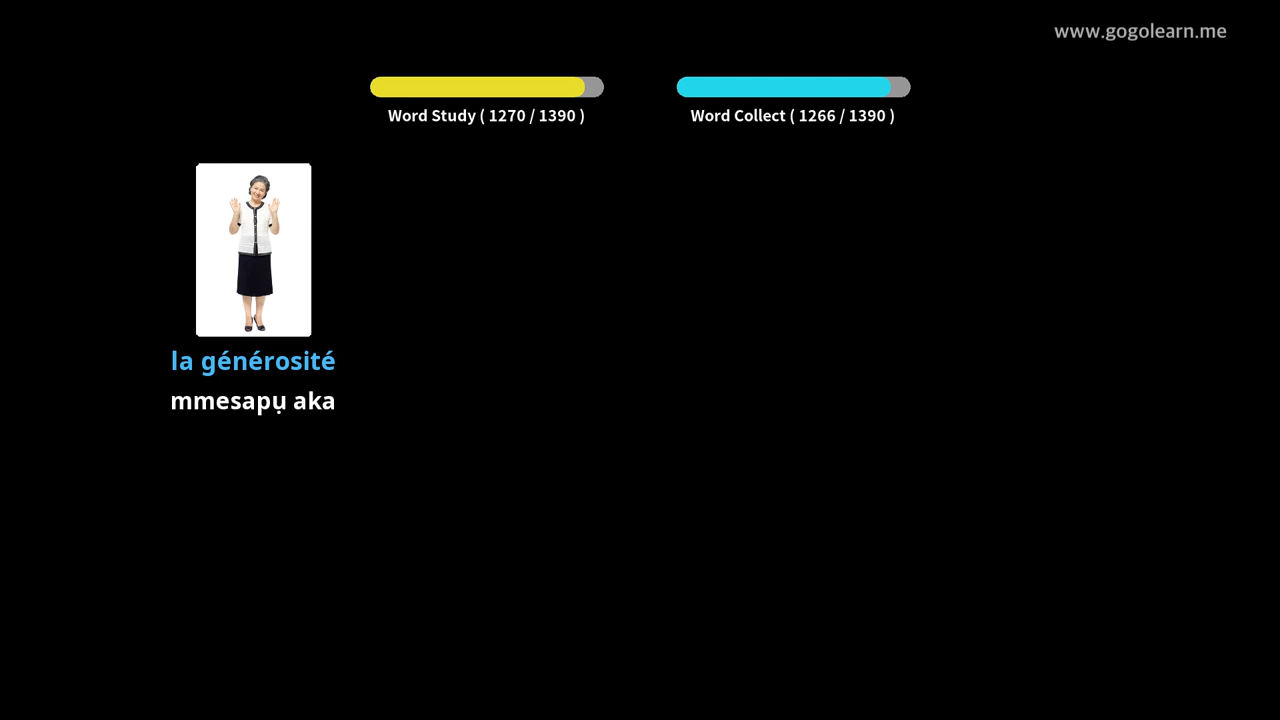 www.gogolearn.me
Word Study ( 1270 / 1390 )
Word Collect ( 1266 / 1390 )
la générosité
mmesapụ aka